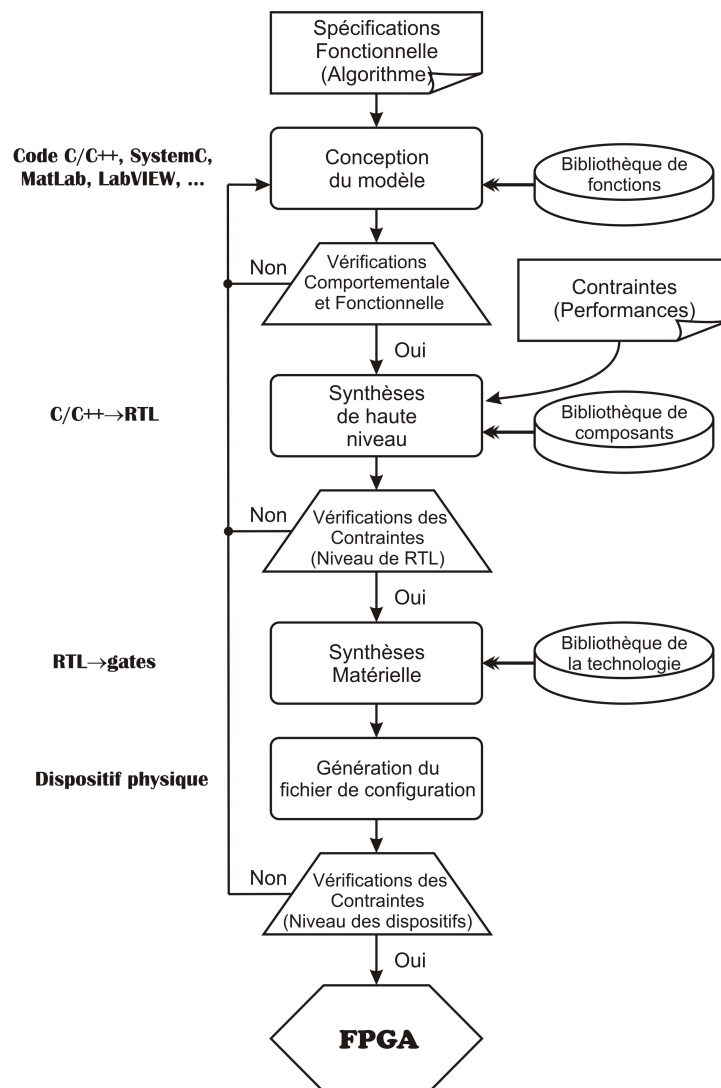 Spécifications
Fonctionnelle
(Algorithme)
Code C/C++, SystemC,
MatLab, LabVIEW, ...
Conception
du modèle
Bibliothèque de
fonctions
Non
Vérifications
Comportementale
et Fonctionnelle
Contraintes
(Performances)
Oui
C/C++→RTL
Synthèses
de haute
niveau
Bibliothèque de
composants
Non
Vérifications des
Contraintes
(Niveau de RTL)
Oui
RTL→gates
Synthèses
Matérielle
Bibliothèque de
la technologie
Dispositif physique
Génération du
fichier de configuration
Non
Vérifications des
Contraintes
(Niveau des dispositifs)
Oui
FPGA